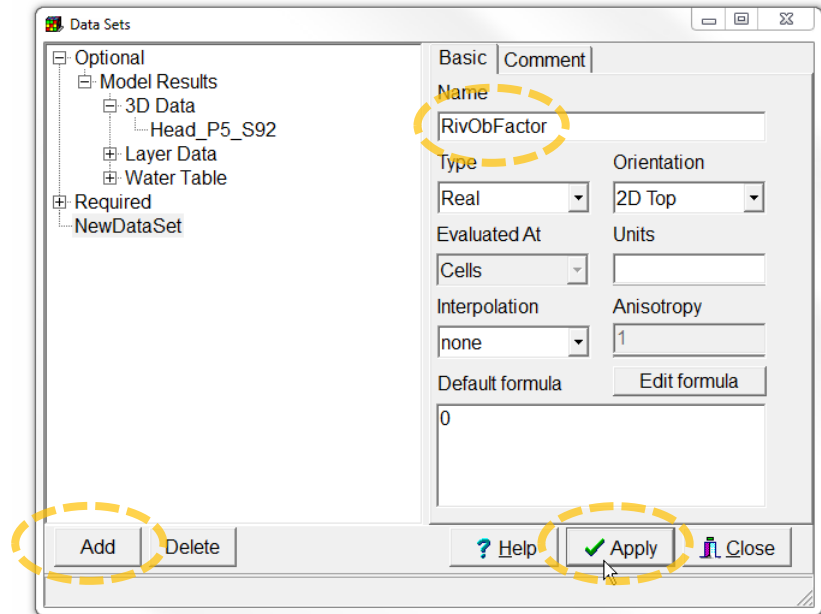 Data Sets
Optional
Model Results
3D Data
Head_P5_S92
Layer Data
Water Table
Required
NewDataSet
Basic Comment
Name
RivObFactor
Type Orientation
Real 2D Top
Evaluated At Units
Cells
Interpolation Anisotropy
none 1
Default formula Edit formula
0
Add Delete ? Help Apply Close